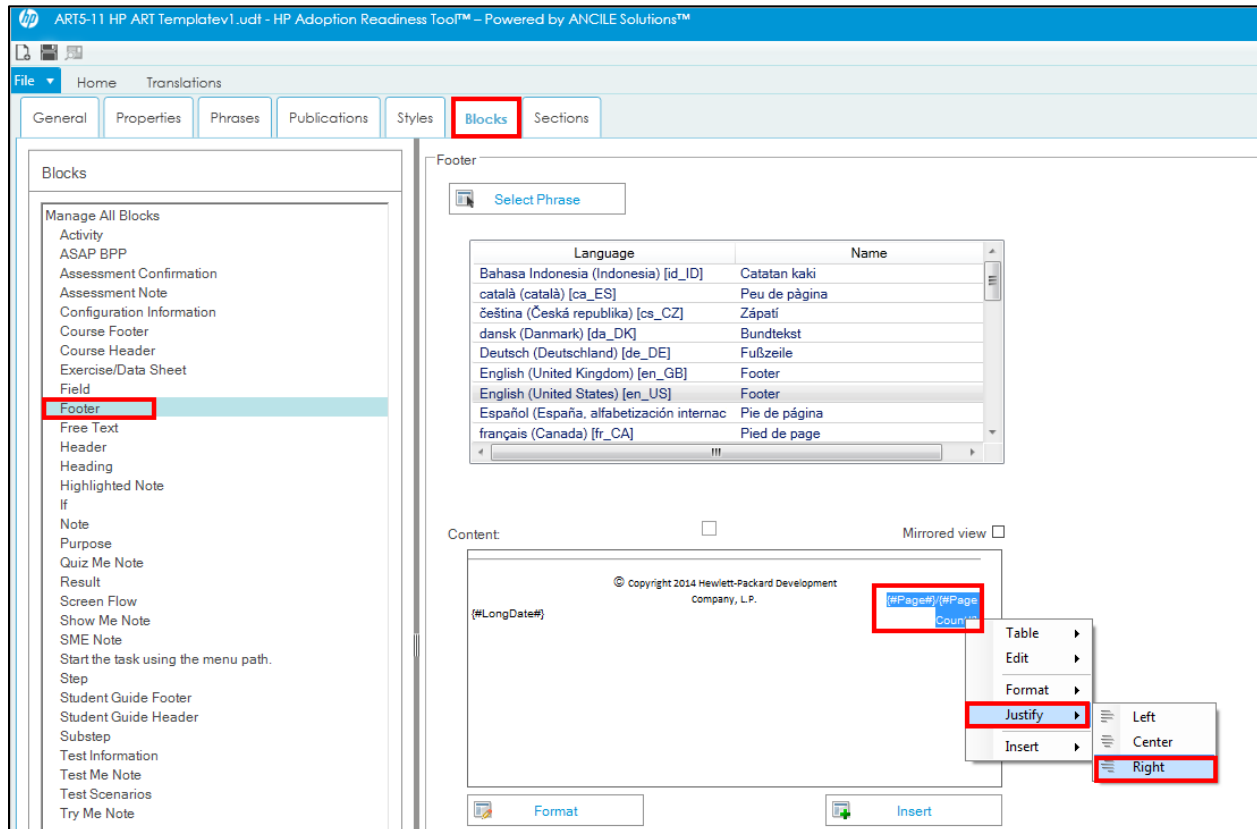 hp ART5-11 HP ART Templatev1.udt - HP Adoption Readiness Tool™ – Powered by ANCILE Solutions™
File Home Translations
General Properties Phrases Publications Styles Blocks Sections
Blocks
Manage All Blocks
Activity
ASAP BPP
Assessment Confirmation
Assessment Note
Configuration Information
Course Footer
Course Header
Exercise/Data Sheet
Field
Footer
Free Text
Header
Heading
Highlighted Note
If
Note
Purpose
Quiz Me Note
Result
Screen Flow
Show Me Note
SME Note
Start the task using the menu path.
Step
Student Guide Footer
Student Guide Header
Substep
Test Information
Test Me Note
Test Scenarios
Try Me Note
Footer
Select Phrase
Language Name
Bahasa Indonesia (Indonesia) [id_ID] Catatan kaki
català (català) [ca_ES] Peu de pàgina
čeština (Česká republika) [cs_CZ] Zápatí
dansk (Danmark) [da_DK] Bundtekst
Deutsch (Deutschland) [de_DE] Fußzeile
English (United Kingdom) [en_GB] Footer
English (United States) [en_US] Footer
Español (España, alfabetización internac Pie de página
français (Canada) [fr_CA] Pied de page
Content: Mirrored view
© Copyright 2014 Hewlett-Packard Development
Company, L.P.
{#LongDate#}
{#Page#}/{#Page
Table
Edit
Format
Justify
Insert
Left
Center
Right
Format Insert